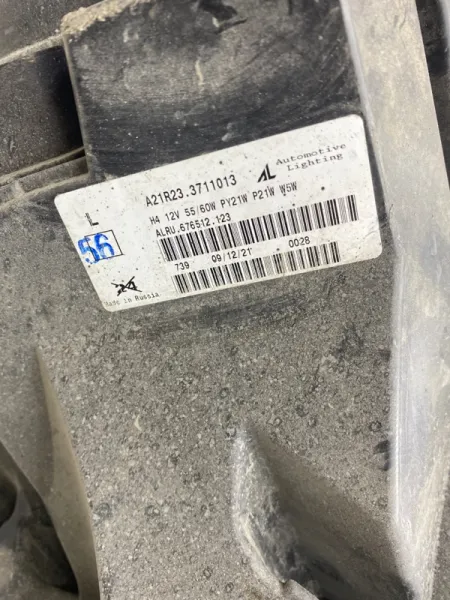 A21R23.3711013
AL Automotive Lighting
L
H4 12V 55/60W PY21W P21W W5W
ALRU.676512.123
56
739 09/12/21 0028
Made in Russia